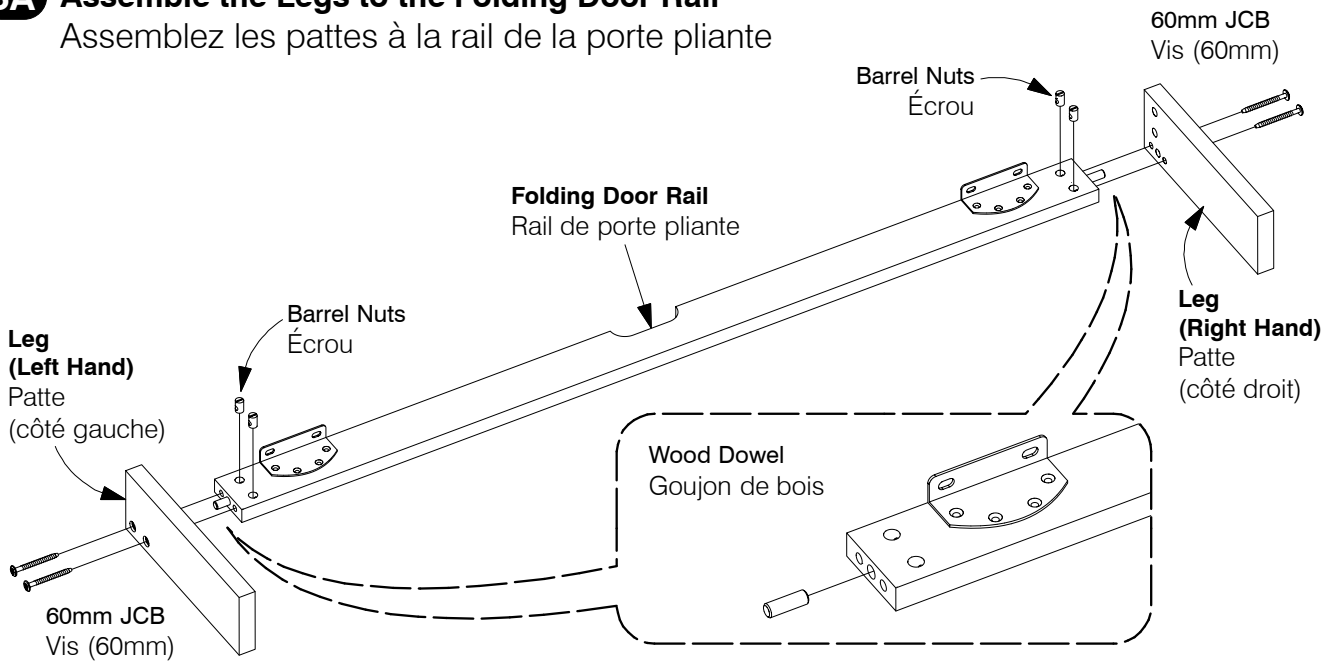 Assemble the Legs to the Folding Door Rail
Assemblez les pattes à la rail de la porte pliante
60mm JCB
Vis (60mm)
Barrel Nuts
Écrou
Folding Door Rail
Rail de porte pliante
Barrel Nuts
Écrou
Leg
(Left Hand)
Patte
(côté gauche)
Leg
(Right Hand)
Patte
(côté droit)
Wood Dowel
Goujon de bois
60mm JCB
Vis (60mm)